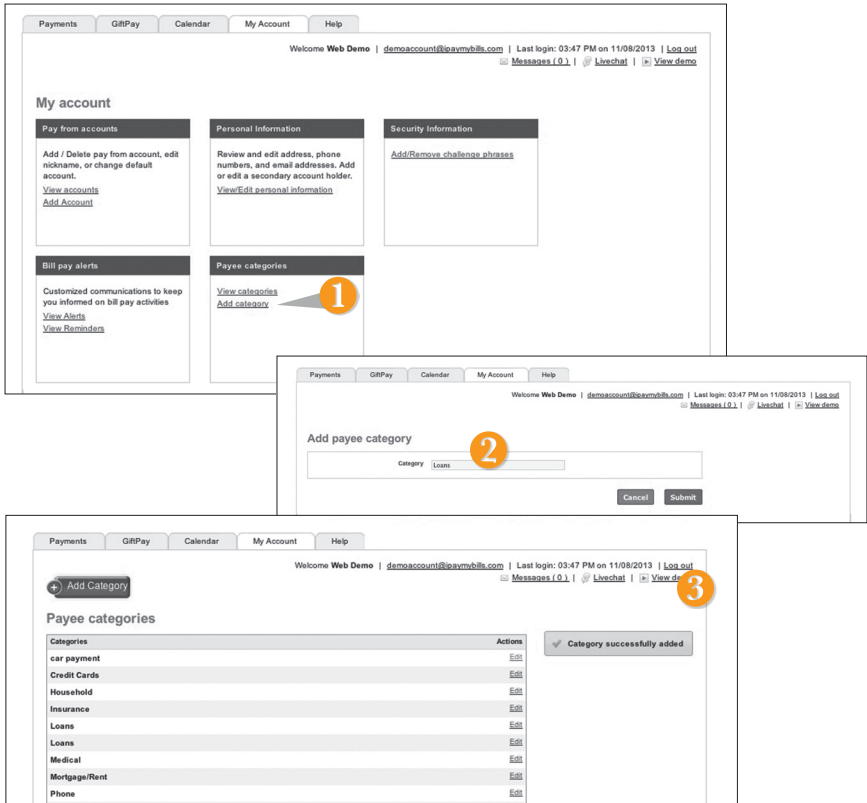 Payments GiftPay Calendar My Account Help
Welcome Web Demo | demoaccount@ipaymybills.com | Last login: 03:47 PM on 11/08/2013 | Log out
Messages ( 0 ) | Livechat | View demo
My account
Pay from accounts
Add / Delete pay from account, edit
nickname, or change default
account.
View accounts
Add Account
Personal Information
Review and edit address, phone
numbers, and email addresses. Add
or edit a secondary account holder.
View/Edit personal information
Security Information
Add/Remove challenge phrases
Bill pay alerts
Customized communications to keep
you informed on bill pay activities
View Alerts
View Reminders
Payee categories
View categories
Add category
1
Payments GiftPay Calendar My Account Help
Welcome Web Demo | demoaccount@ipaymybills.com | Last login: 03:47 PM on 11/08/2013 | Log out
Messages ( 0 ) | Livechat | View demo
Add payee category
2
Category Loans
Cancel Submit
Payments GiftPay Calendar My Account Help
Welcome Web Demo | demoaccount@ipaymybills.com | Last login: 03:47 PM on 11/08/2013 | Log out
Messages ( 0 ) | Livechat | View
3
Add Category
Payee categories
Categories Actions
car payment Edit
Credit Cards Edit
Household Edit
Insurance Edit
Loans Edit
Loans Edit
Medical Edit
Mortgage/Rent Edit
Phone Edit
Category successfully added